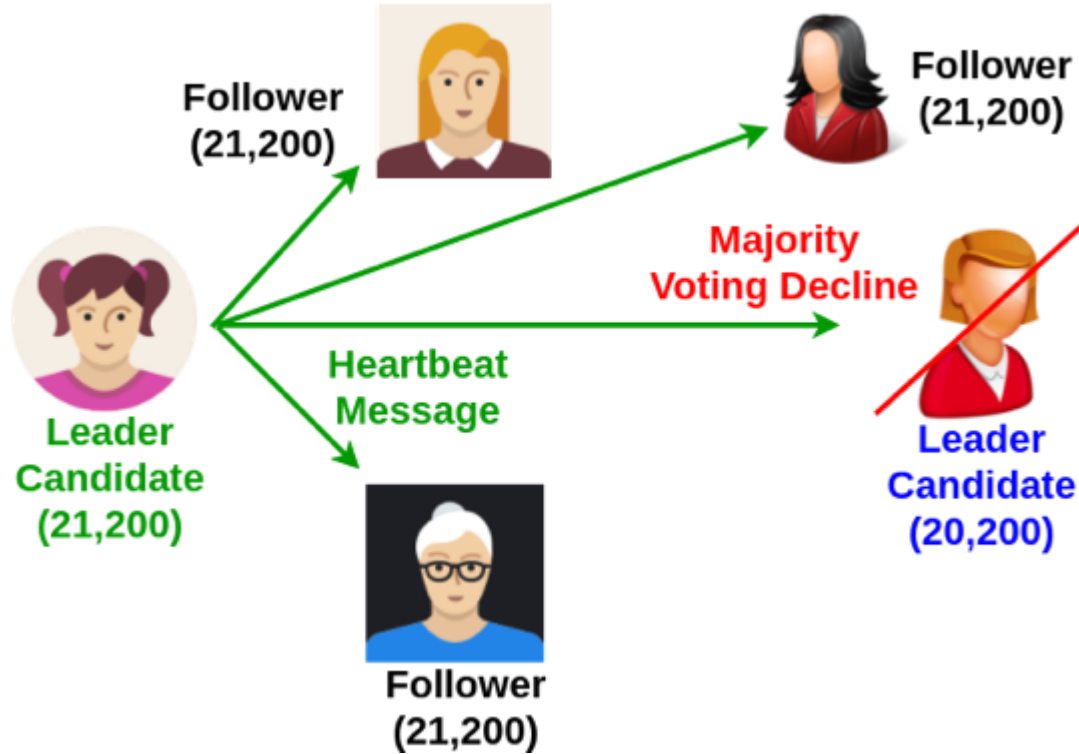 Follower
(21,200)
Follower
(21,200)
Majority
Voting Decline
Heartbeat
Message
Leader
Candidate
(21,200)
Leader
Candidate
(20,200)
Follower
(21,200)